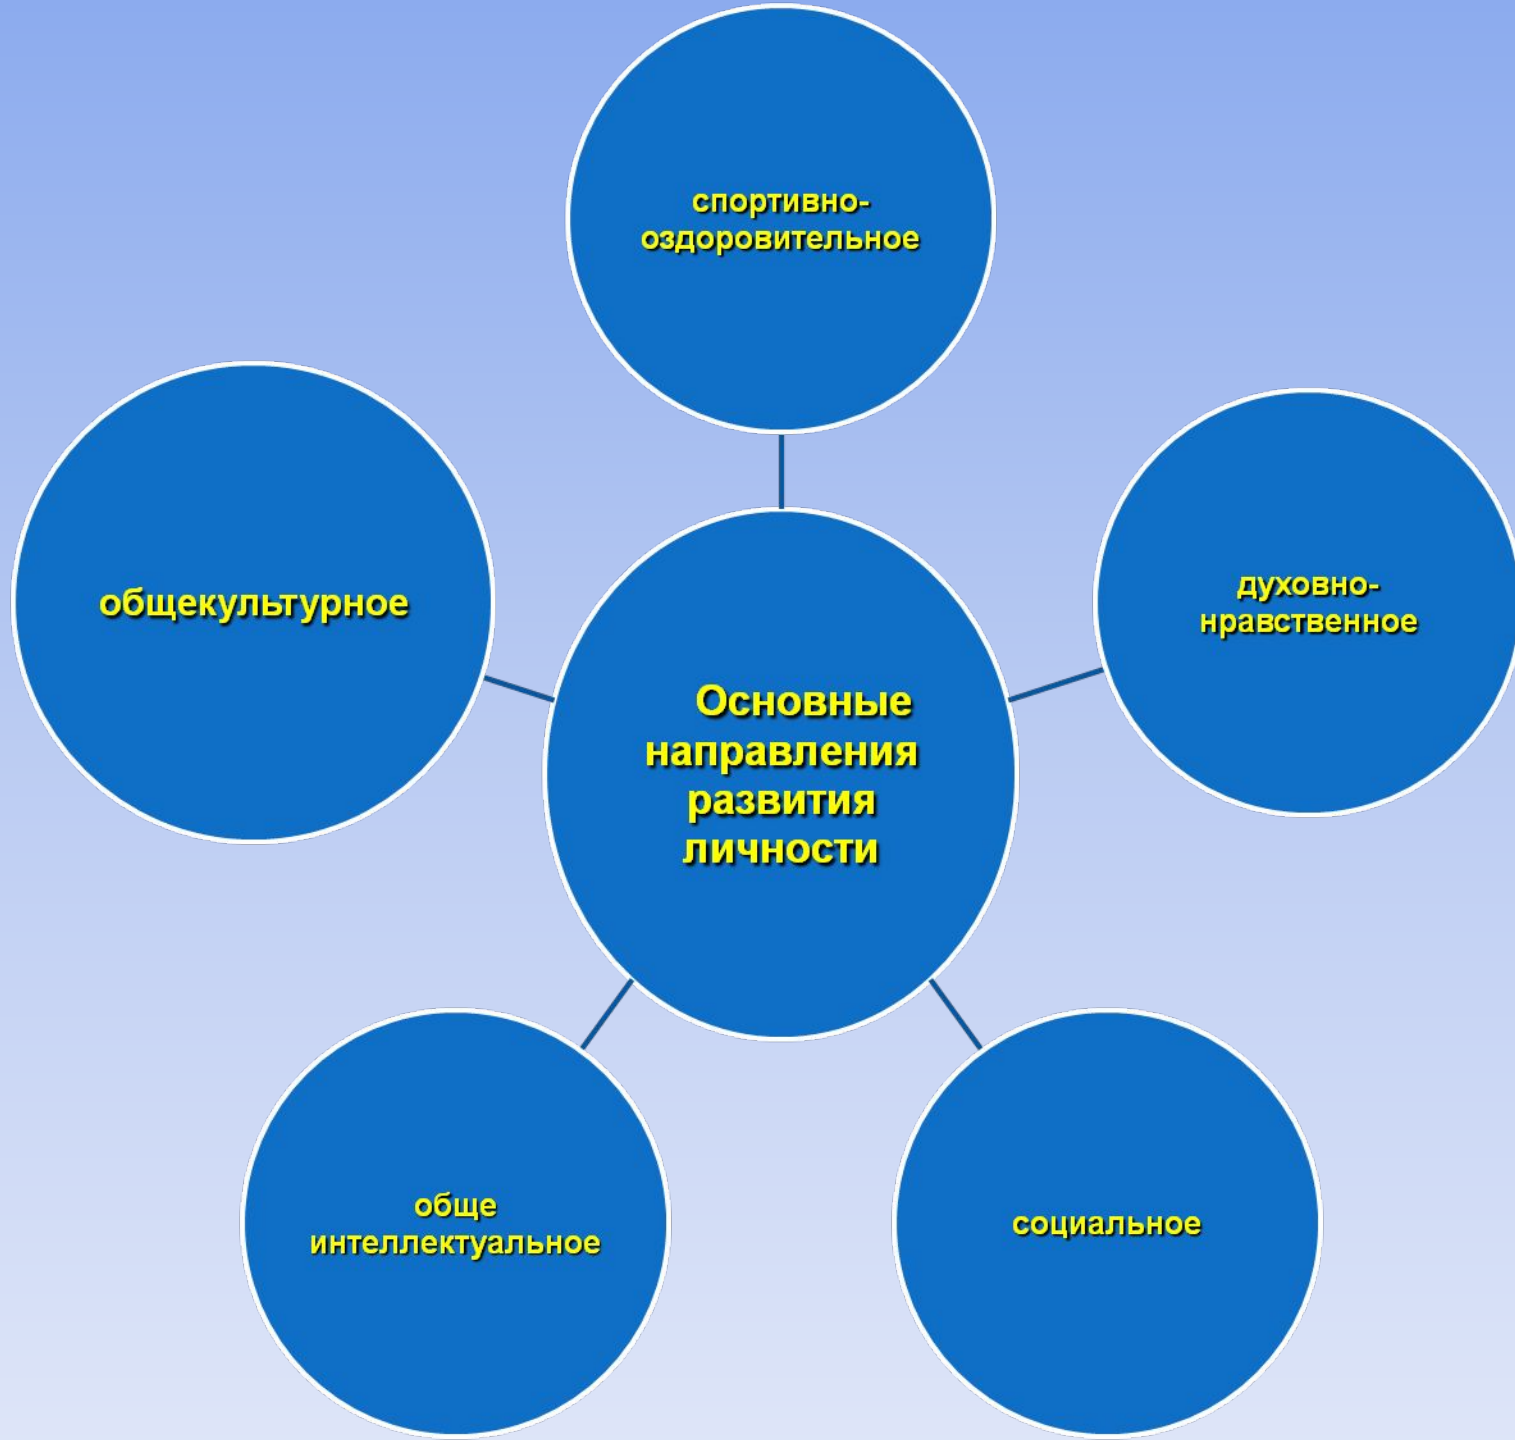 спортивно-
оздоровительное
общекультурное
духовно-
нравственное
Основные
направления
развития
личности
обще
интеллектуальное
социальное